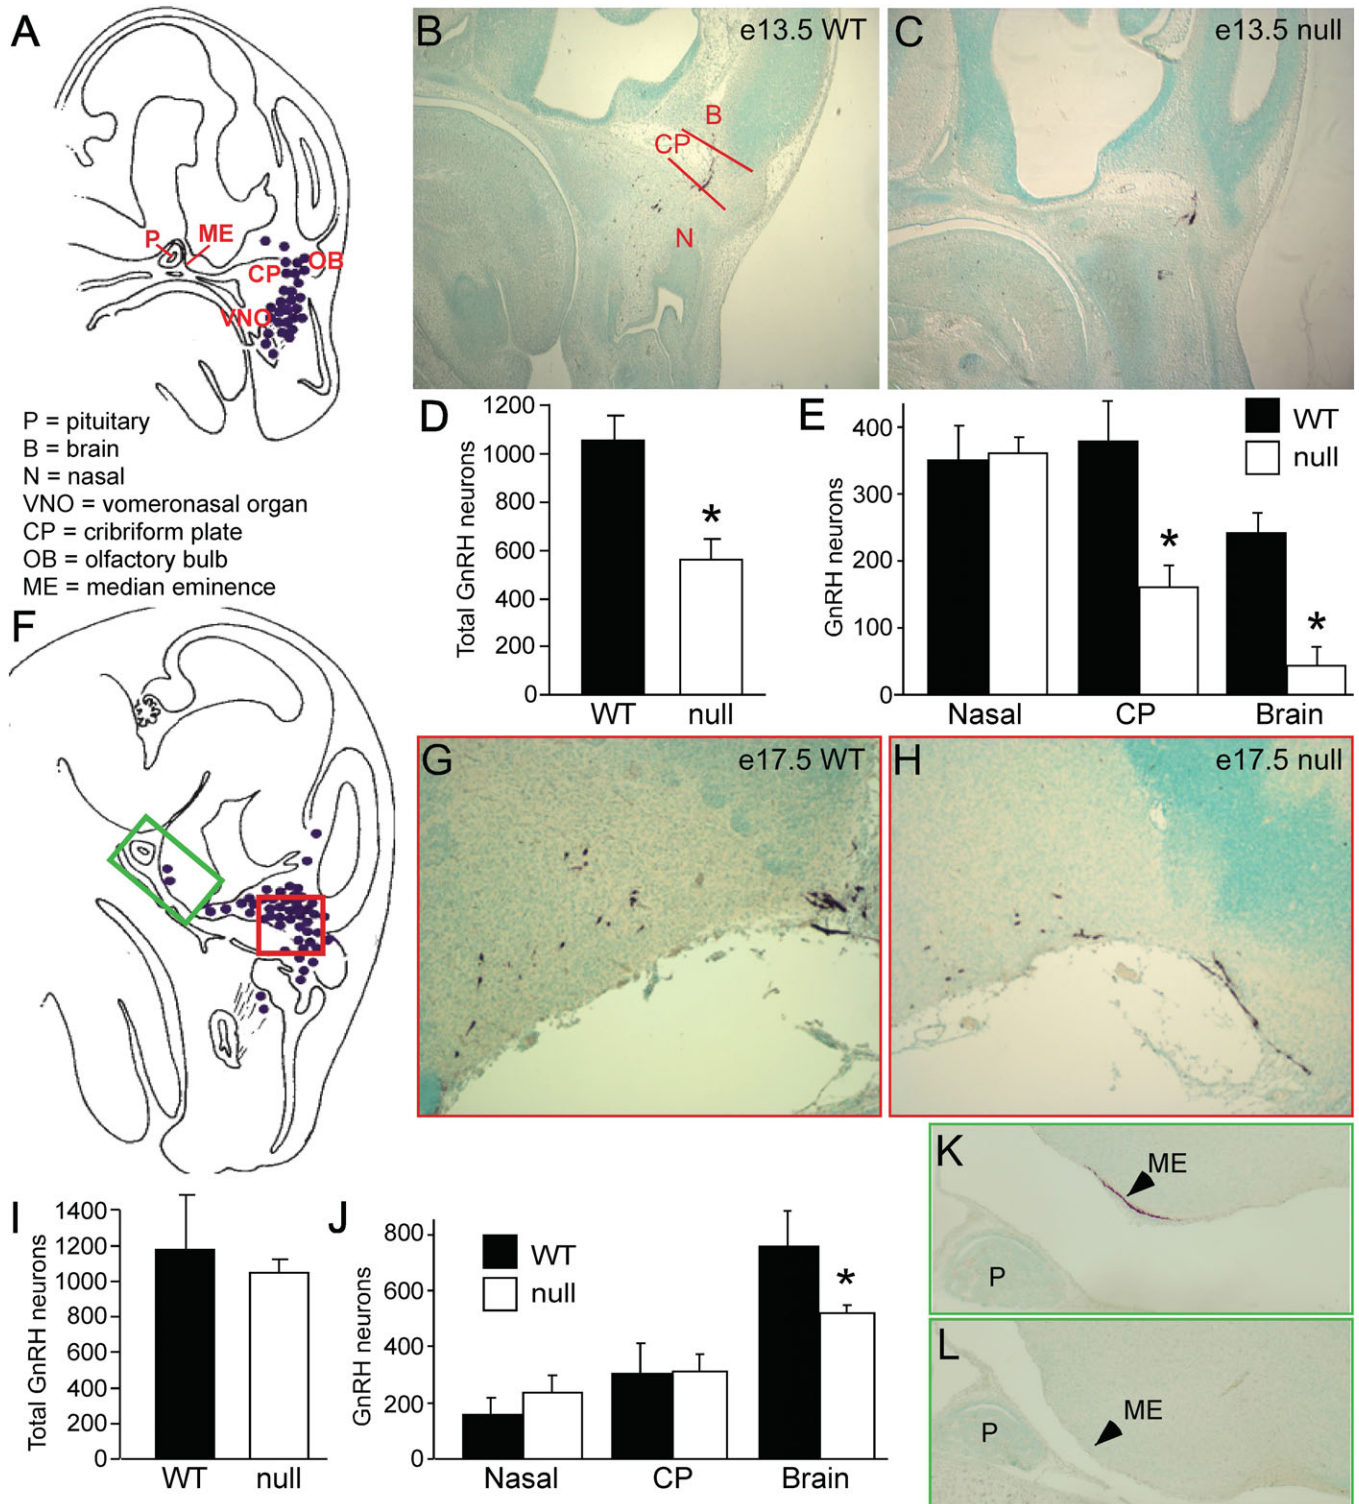 A
P
ME
CP
OB
VNO
P = pituitary
B = brain
N = nasal
VNO = vomeronasal organ
CP = cribriform plate
OB = olfactory bulb
ME = median eminence
B
e13.5 WT
B
CP
N
C
e13.5 null
D
Total GnRH neurons
1200
1000
800
600
400
200
0
*
WT
null
E
GnRH neurons
400
300
200
100
0
WT
null
*
*
Nasal
CP
Brain
F
G
e17.5 WT
H
e17.5 null
I
Total GnRH neurons
1400
1200
1000
800
600
400
200
0
WT
null
J
GnRH neurons
800
600
400
200
0
WT
null
*
Nasal
CP
Brain
K
ME
P
L
ME
P